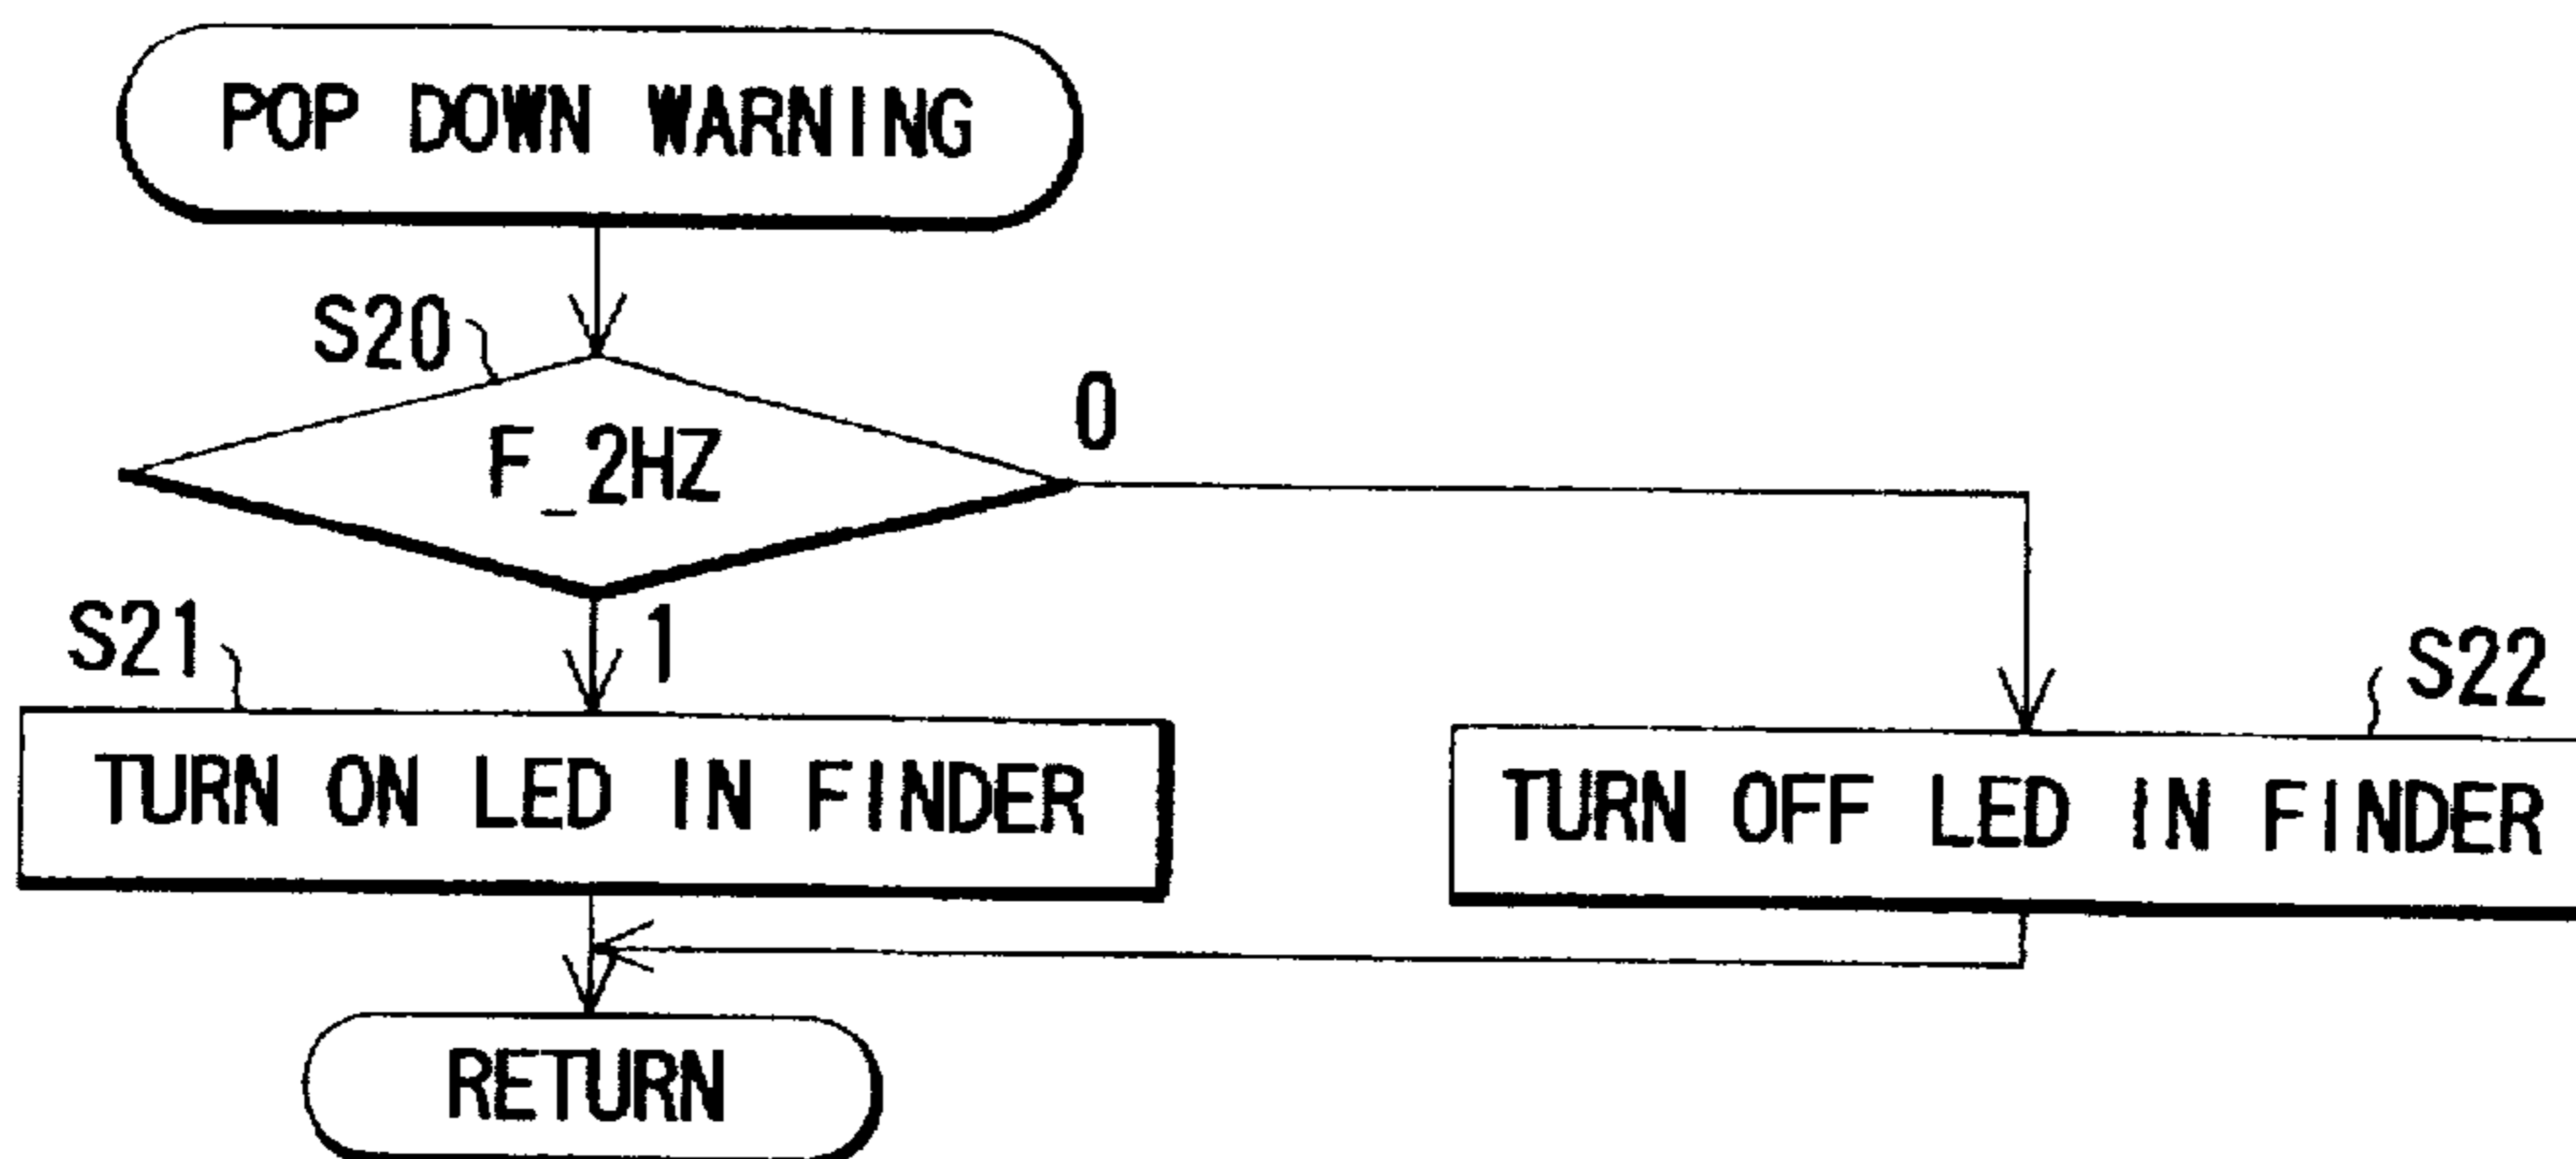 POP DOWN WARNING
S20
F_2HZ
0
S21
1
S22
TURN ON LED IN FINDER
TURN OFF LED IN FINDER
RETURN